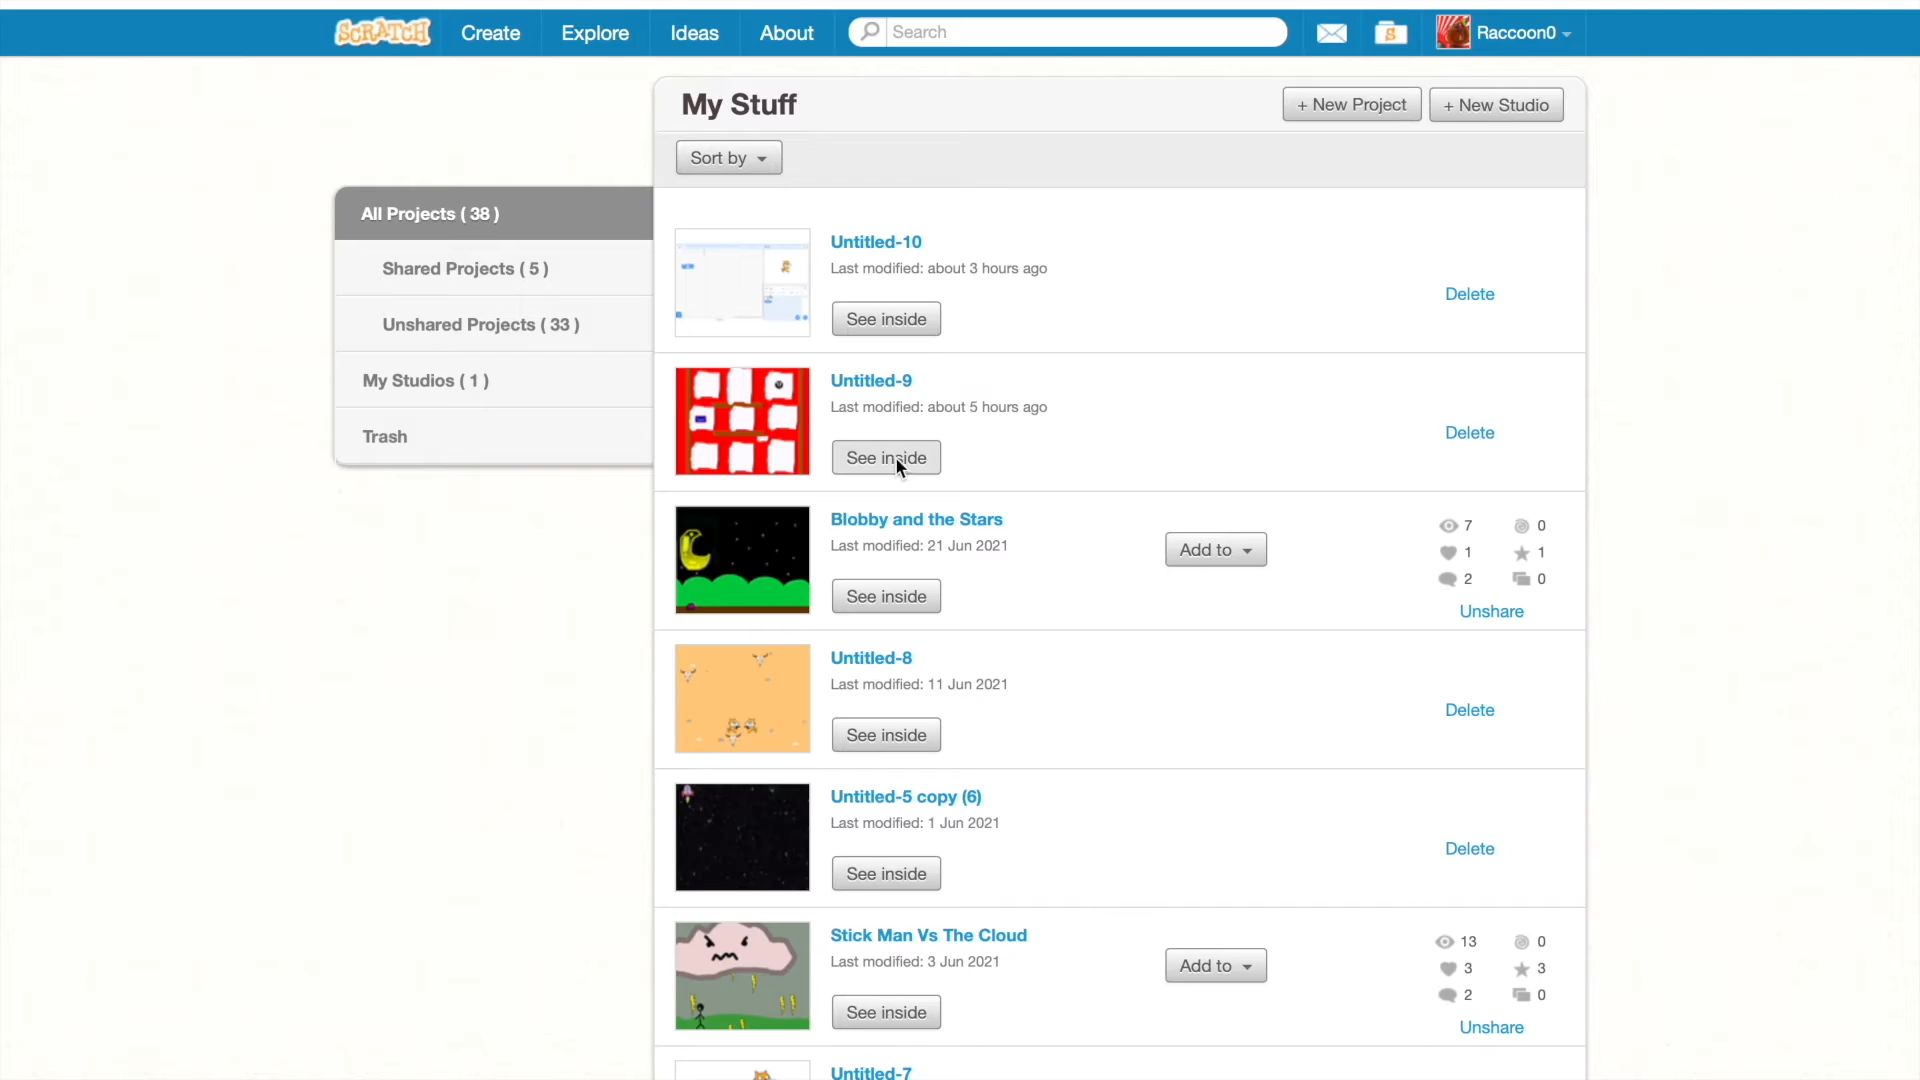 SCRATCH Create Explore Ideas About Search S Raccoon0
My Stuff + New Project + New Studio
Sort by
All Projects ( 38 )
Shared Projects ( 5 )
Unshared Projects ( 33 )
My Studios ( 1 )
Trash
Untitled-10
Last modified: about 3 hours ago
Delete
See inside
Untitled-9
Last modified: about 5 hours ago
Delete
See inside
Blobby and the Stars
Last modified: 21 Jun 2021
Add to
See inside
7 0
1 1
2 0
Unshare
Untitled-8
Last modified: 11 Jun 2021
Delete
See inside
Untitled-5 copy (6)
Last modified: 1 Jun 2021
Delete
See inside
Stick Man Vs The Cloud
Last modified: 3 Jun 2021
Add to
See inside
13 0
3 3
2 0
Unshare
Untitled-7